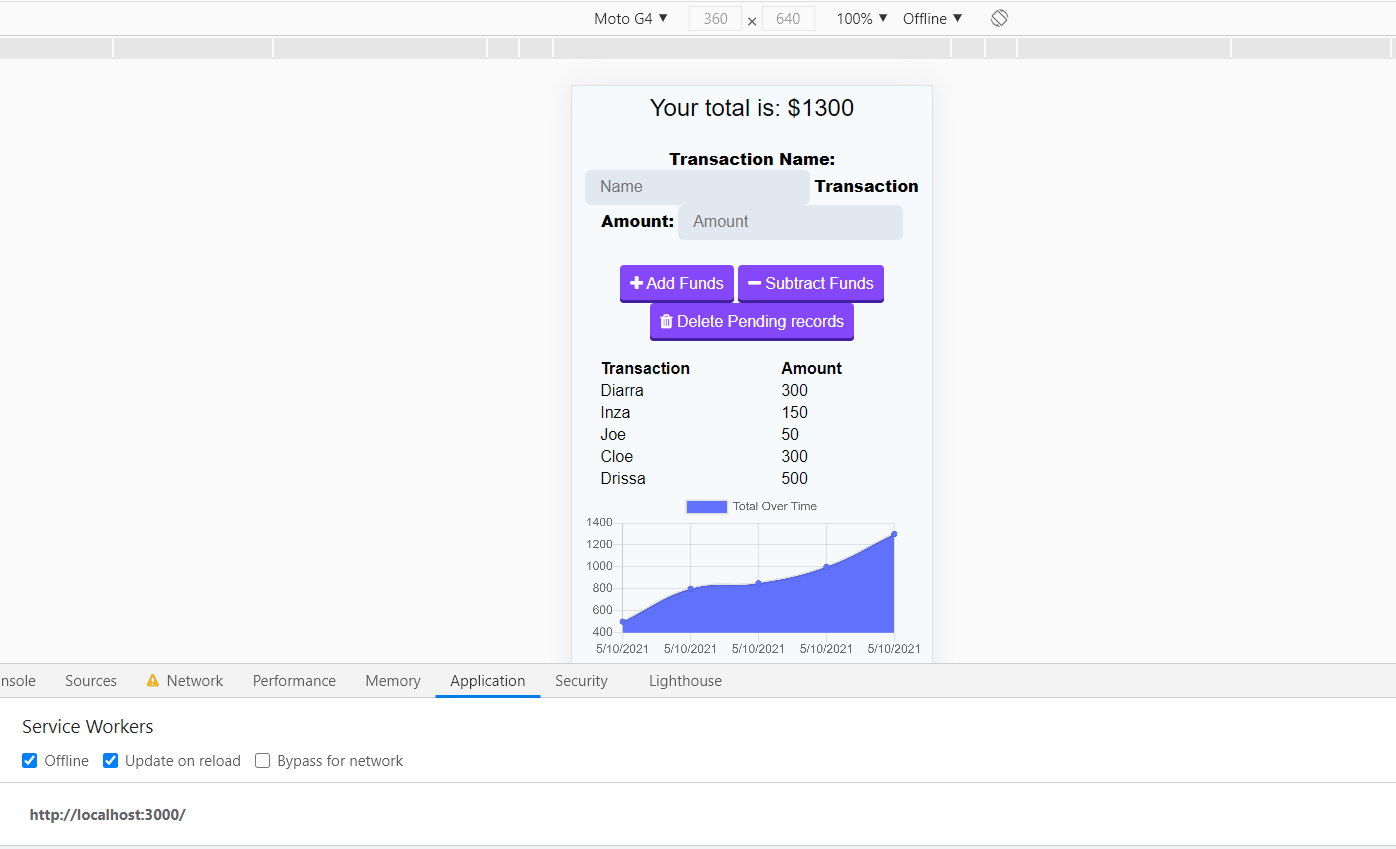 Moto G4 ▼ 360 × 640 100% ▼ Offline ▼
Your total is: $1300
Transaction Name:
Name Transaction
Amount: Amount
Add Funds Subtract Funds
Delete Pending records
Transaction Amount
Diarra 300
Inza 150
Joe 50
Cloe 300
Drissa 500
Total Over Time
1400
1200
1000
800
600
400
5/10/2021 5/10/2021 5/10/2021 5/10/2021 5/10/2021
nsole Sources Network Performance Memory Application Security Lighthouse
Service Workers
Offline Update on reload Bypass for network
http://localhost:3000/